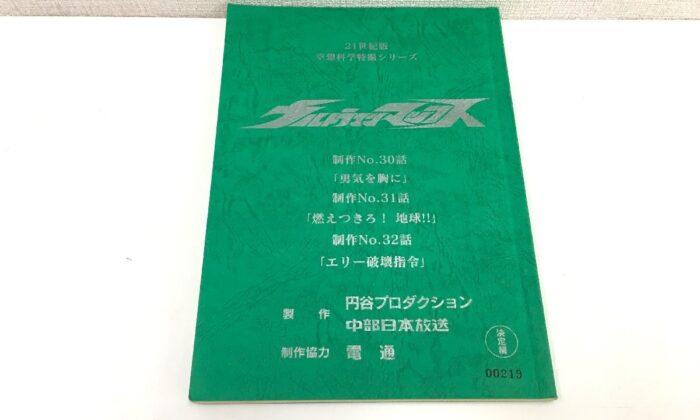 21世紀版
空想科学特撮シリーズ
ウルトラマンマックス
制作No.30話
「勇気を胸に」
制作No.31話
「燃えつきろ！ 地球!!」
制作No.32話
「エリー破壊指令」
製 作 円谷プロダクション
中部日本放送
制作協力 電 通
決定稿
00219